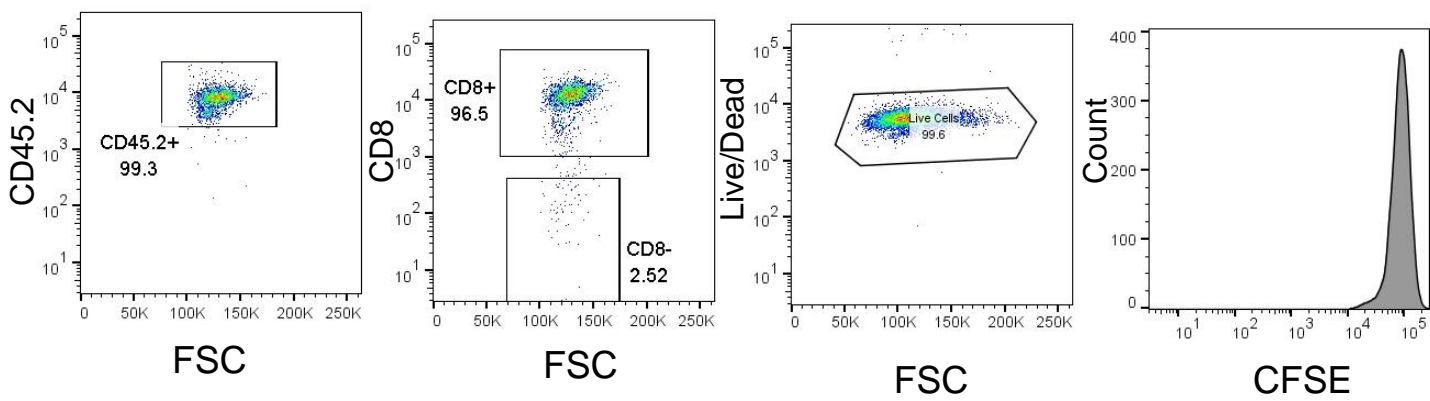 CD45.2
10^5
10^4
10^3
10^2
10^1
CD45.2+
99.3
0 50K 100K 150K 200K 250K
FSC
CD8
10^5
10^4
10^3
10^2
10^1
CD8+
96.5
CD8-
2.52
0 50K 100K 150K 200K 250K
FSC
Live/Dead
10^5
10^4
10^3
10^2
10^1
Live Cells
99.6
0 50K 100K 150K 200K 250K
FSC
Count
400
300
200
100
0
10^1 10^2 10^3 10^4 10^5
CFSE